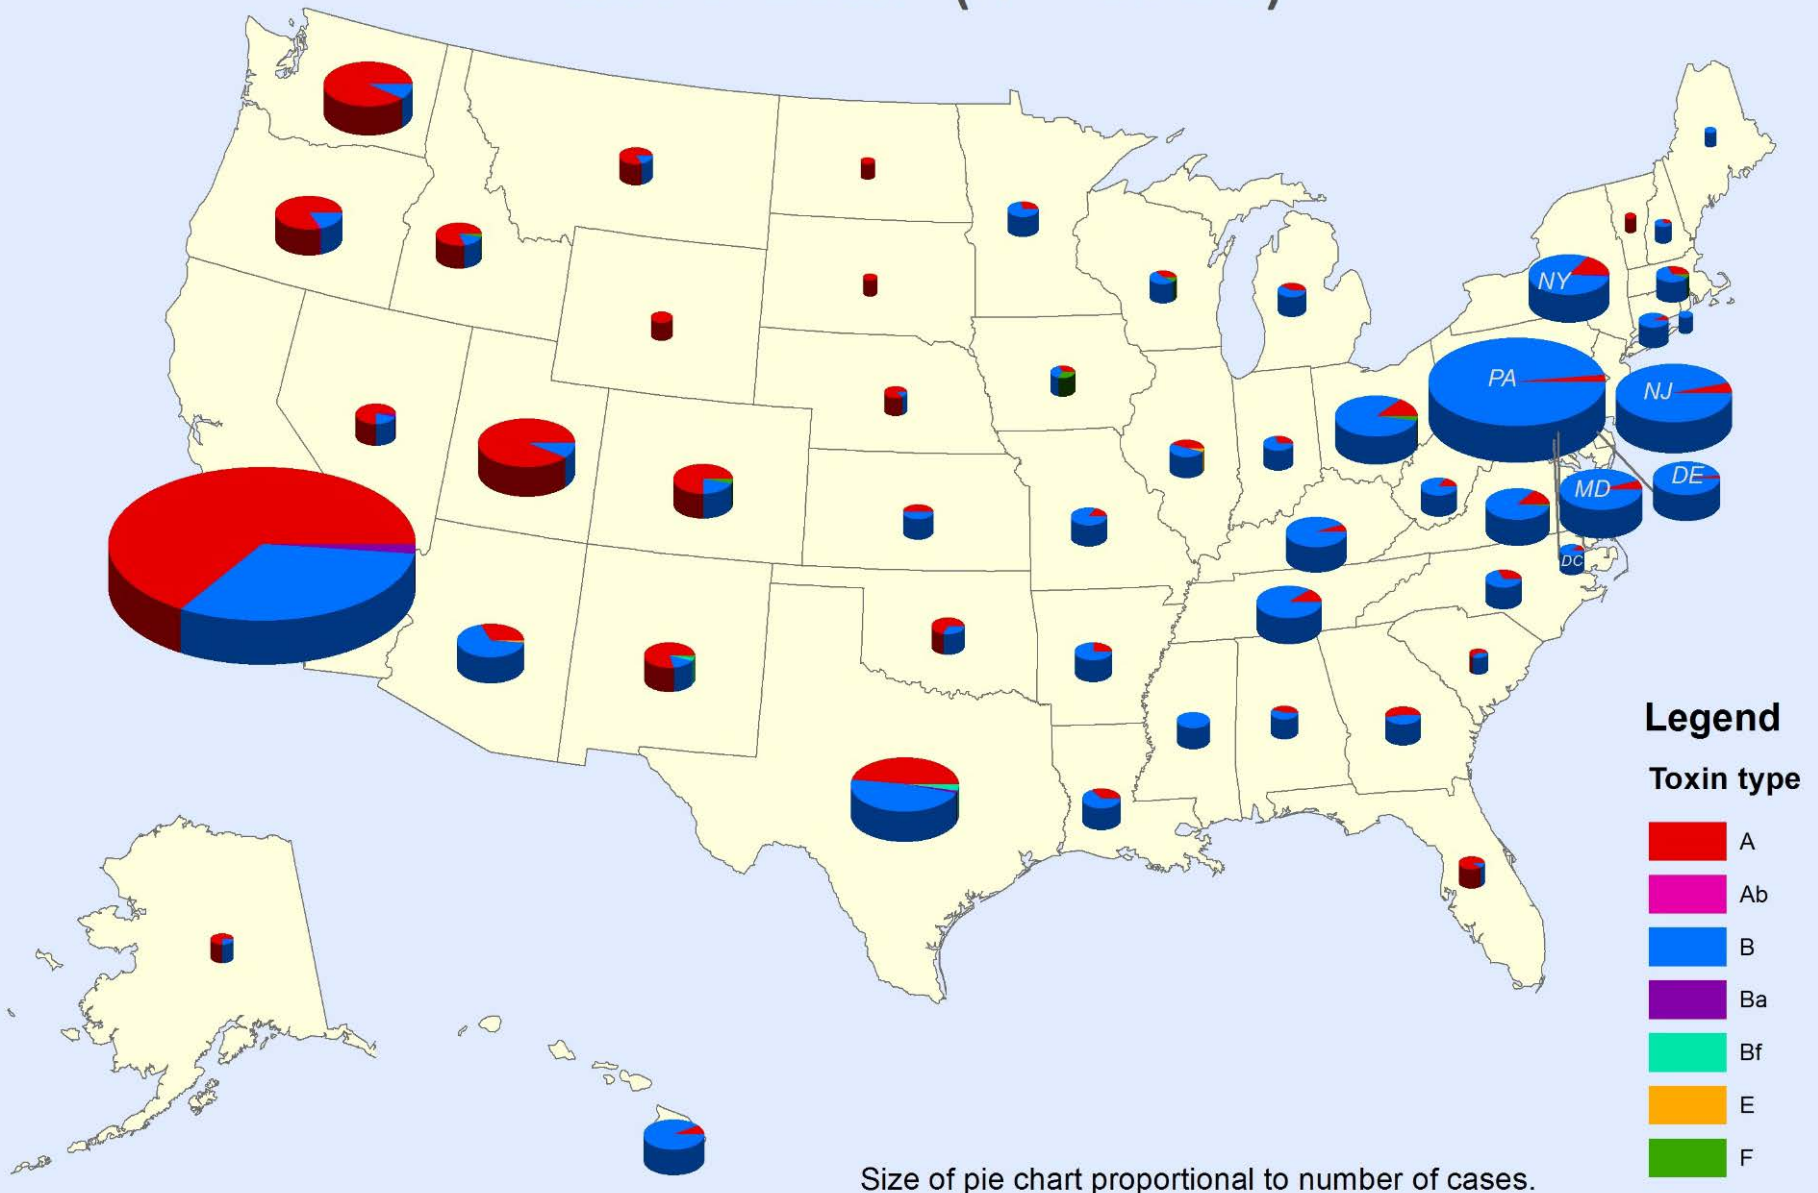 NY
PA
NJ
MD
DE
DC
Legend
Toxin type
A
Ab
B
Ba
Bf
E
F
Size of pie chart proportional to number of cases.